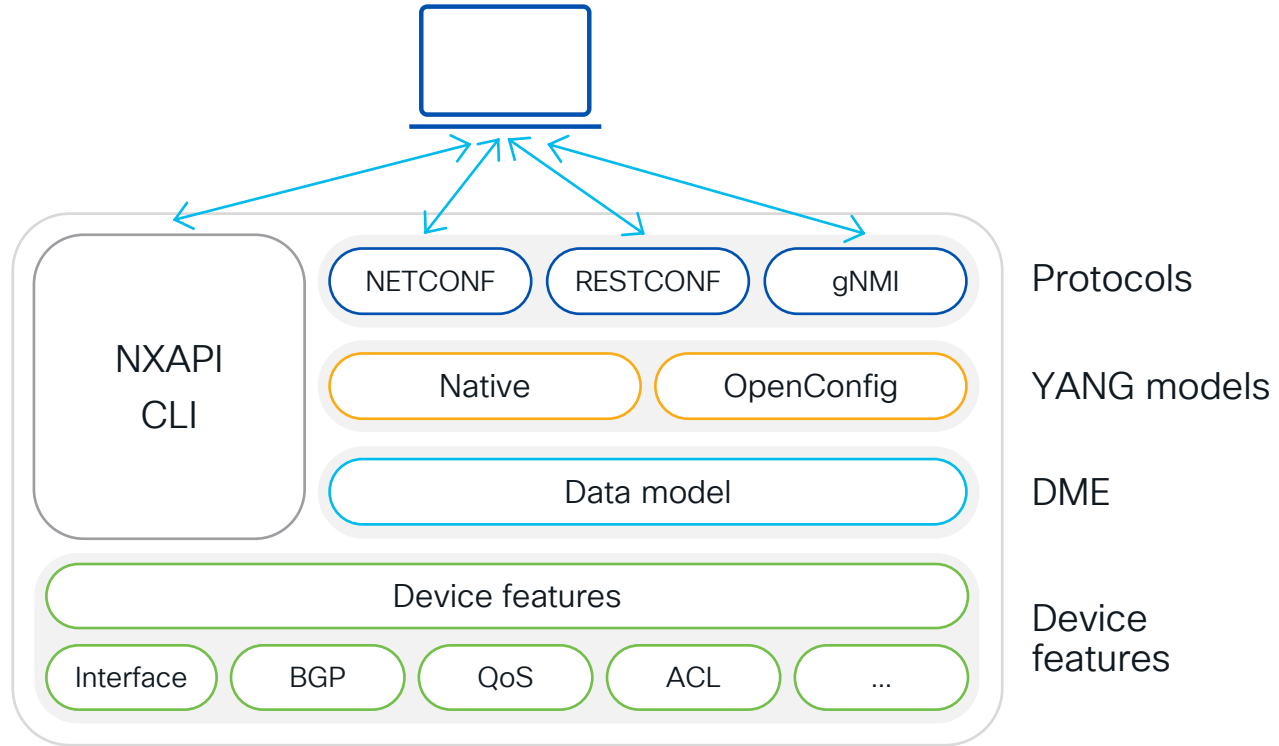 NETCONF
RESTCONF
gNMI
Protocols
NXAPI
CLI
Native
OpenConfig
YANG models
Data model
DME
Device features
Device
features
Interface
BGP
QoS
ACL
...